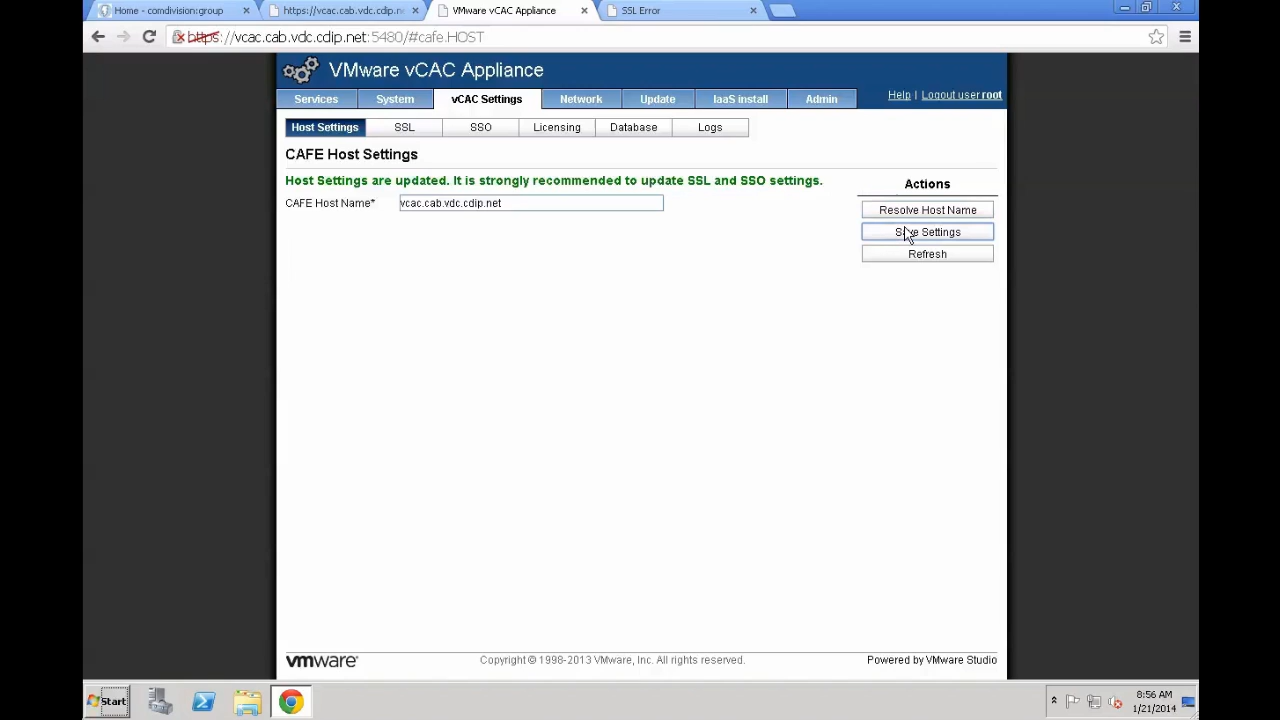 Home - comdivision:group
https://vcac.cab.vdc.cdip.ne
VMware vCAC Appliance
SSL Error
https://vcac.cab.vdc.cdip.net:5480/#cafe.HOST
VMware vCAC Appliance
Help | Logout user root
Services
System
vCAC Settings
Network
Update
IaaS install
Admin
Host Settings
SSL
SSO
Licensing
Database
Logs
CAFE Host Settings
Host Settings are updated. It is strongly recommended to update SSL and SSO settings.
CAFE Host Name*
vcac.cab.vdc.cdip.net
Actions
Resolve Host Name
Save Settings
Refresh
vmware
Copyright © 1998-2013 VMware, Inc. All rights reserved.
Powered by VMware Studio
Start
8:56 AM
1/21/2014